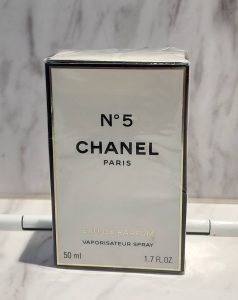 N°5
CHANEL
PARIS
EAU DE PARFUM
VAPORISATEUR SPRAY
50 ml 1.7 FL.OZ